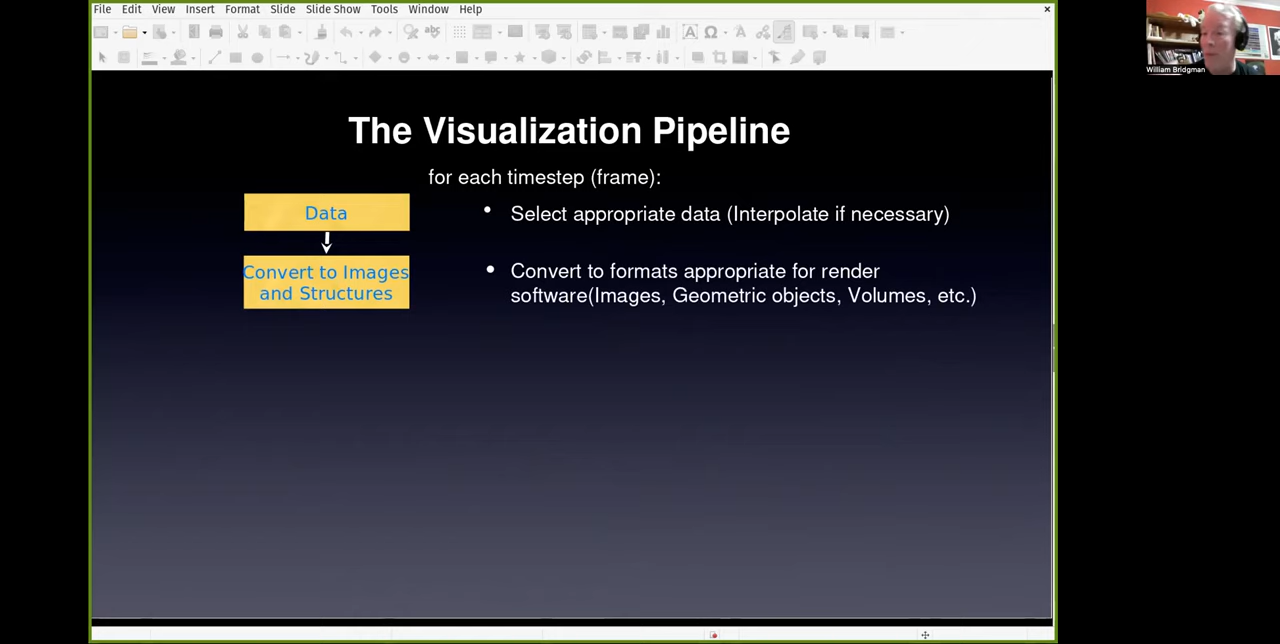 File Edit View Insert Format Slide Slide Show Tools Window Help
William Bridgman
The Visualization Pipeline
for each timestep (frame):
Data
• Select appropriate data (Interpolate if necessary)
Convert to Images
and Structures
• Convert to formats appropriate for render
software(Images, Geometric objects, Volumes, etc.)